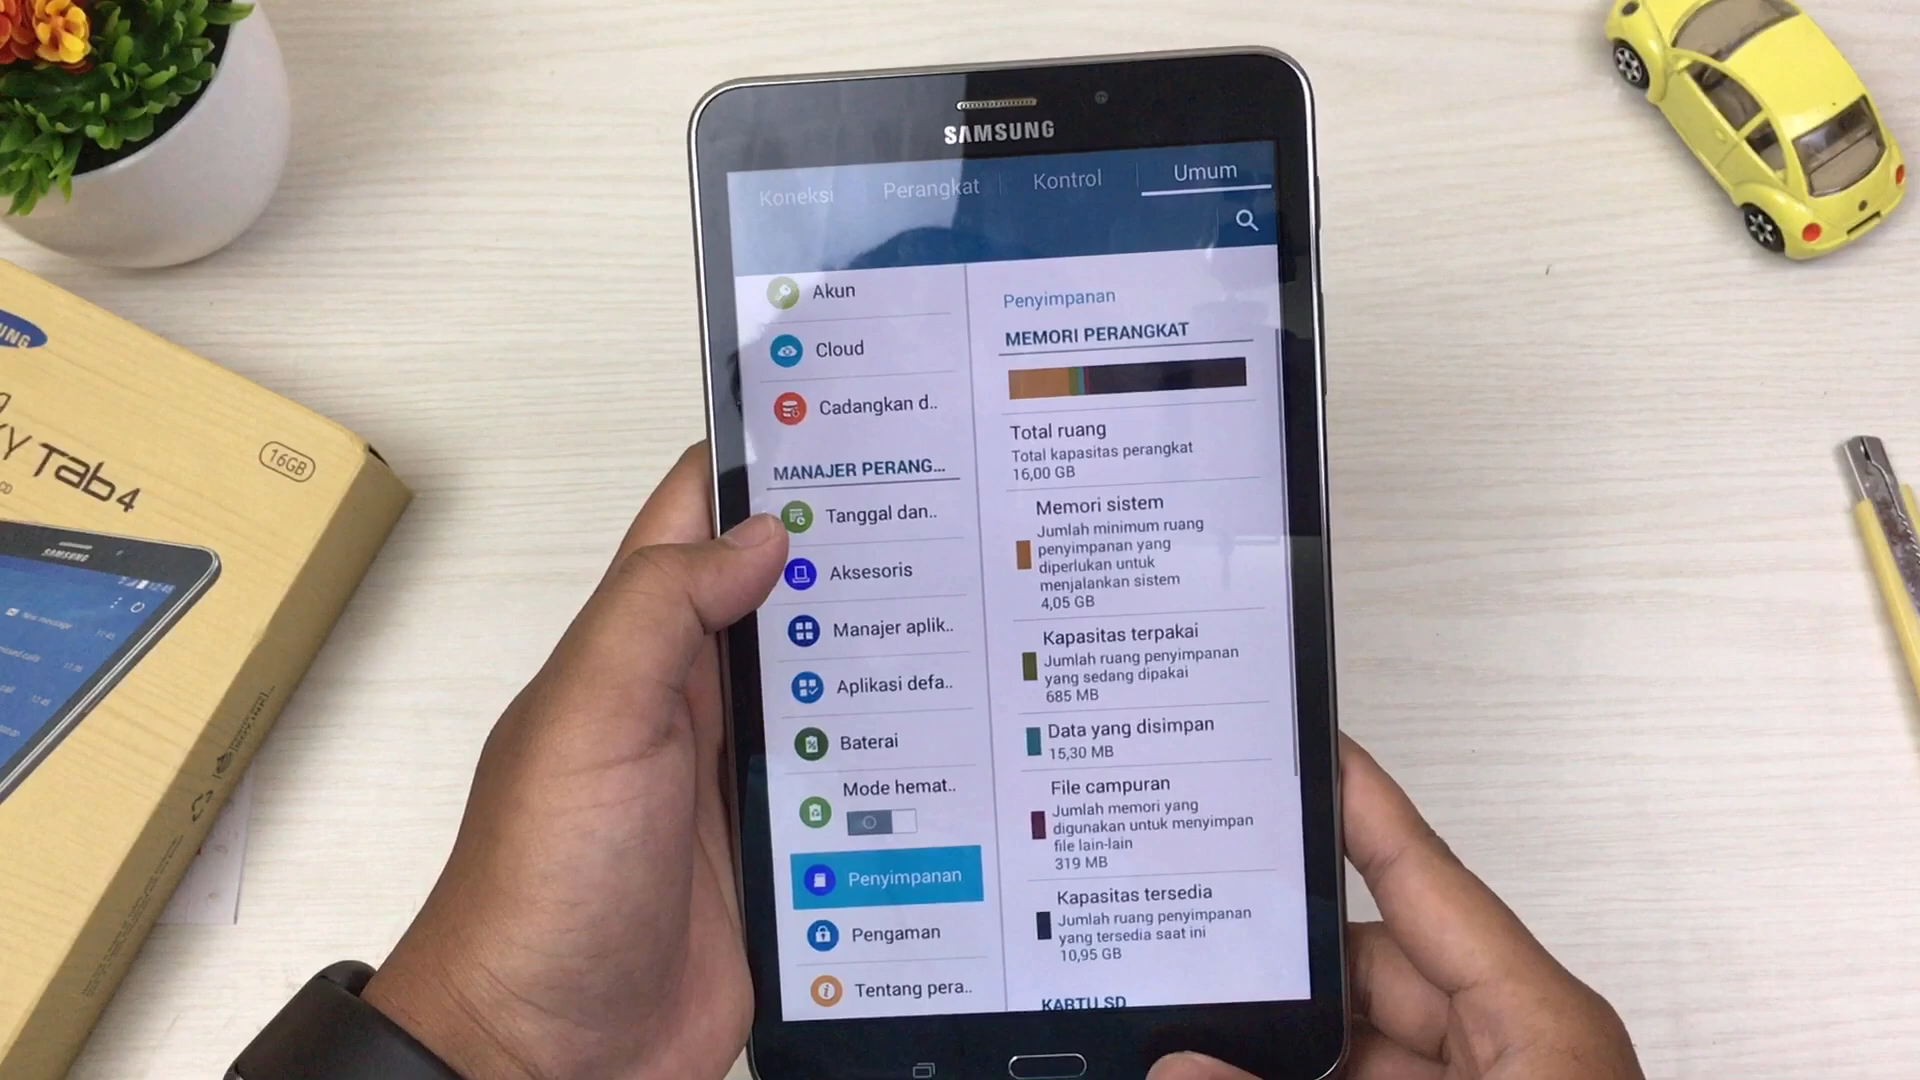 SAMSUNG
Koneksi
Perangkat
Kontrol
Umum
Akun
Cloud
Cadangkan d..
MANAJER PERANG...
Tanggal dan..
Aksesoris
Manajer aplik..
Aplikasi defa..
Baterai
Mode hemat..
Penyimpanan
Pengaman
Tentang pera..
Penyimpanan
MEMORI PERANGKAT
Total ruang
Total kapasitas perangkat
16,00 GB
Memori sistem
Jumlah minimum ruang
penyimpanan yang
diperlukan untuk
menjalankan sistem
4,05 GB
Kapasitas terpakai
Jumlah ruang penyimpanan
yang sedang dipakai
685 MB
Data yang disimpan
15,30 MB
File campuran
Jumlah memori yang
digunakan untuk menyimpan
file lain-lain
319 MB
Kapasitas tersedia
Jumlah ruang penyimpanan
yang tersedia saat ini
10,95 GB
KARTU SD
Tab4
16GB
SAMSUNG
New message